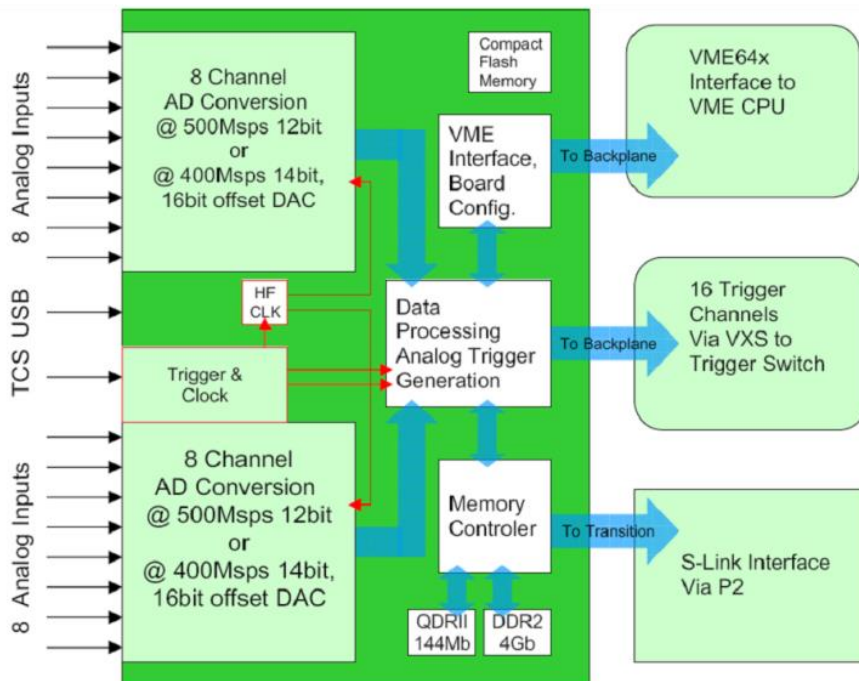 8 Analog Inputs
8 Channel
AD Conversion
@ 500Msps 12bit
or
@ 400Msps 14bit,
16bit offset DAC
Compact
Flash
Memory
VME
Interface,
Board
Config.
To Backplane
VME64x
Interface to
VME CPU
TCS USB
HF
CLK
Trigger &
Clock
Data
Processing
Analog Trigger
Generation
To Backplane
16 Trigger
Channels
Via VXS to
Trigger Switch
8 Analog Inputs
8 Channel
AD Conversion
@ 500Msps 12bit
or
@ 400Msps 14bit,
16bit offset DAC
Memory
Controler
To Transition
S-Link Interface
Via P2
QDRII
144Mb
DDR2
4Gb